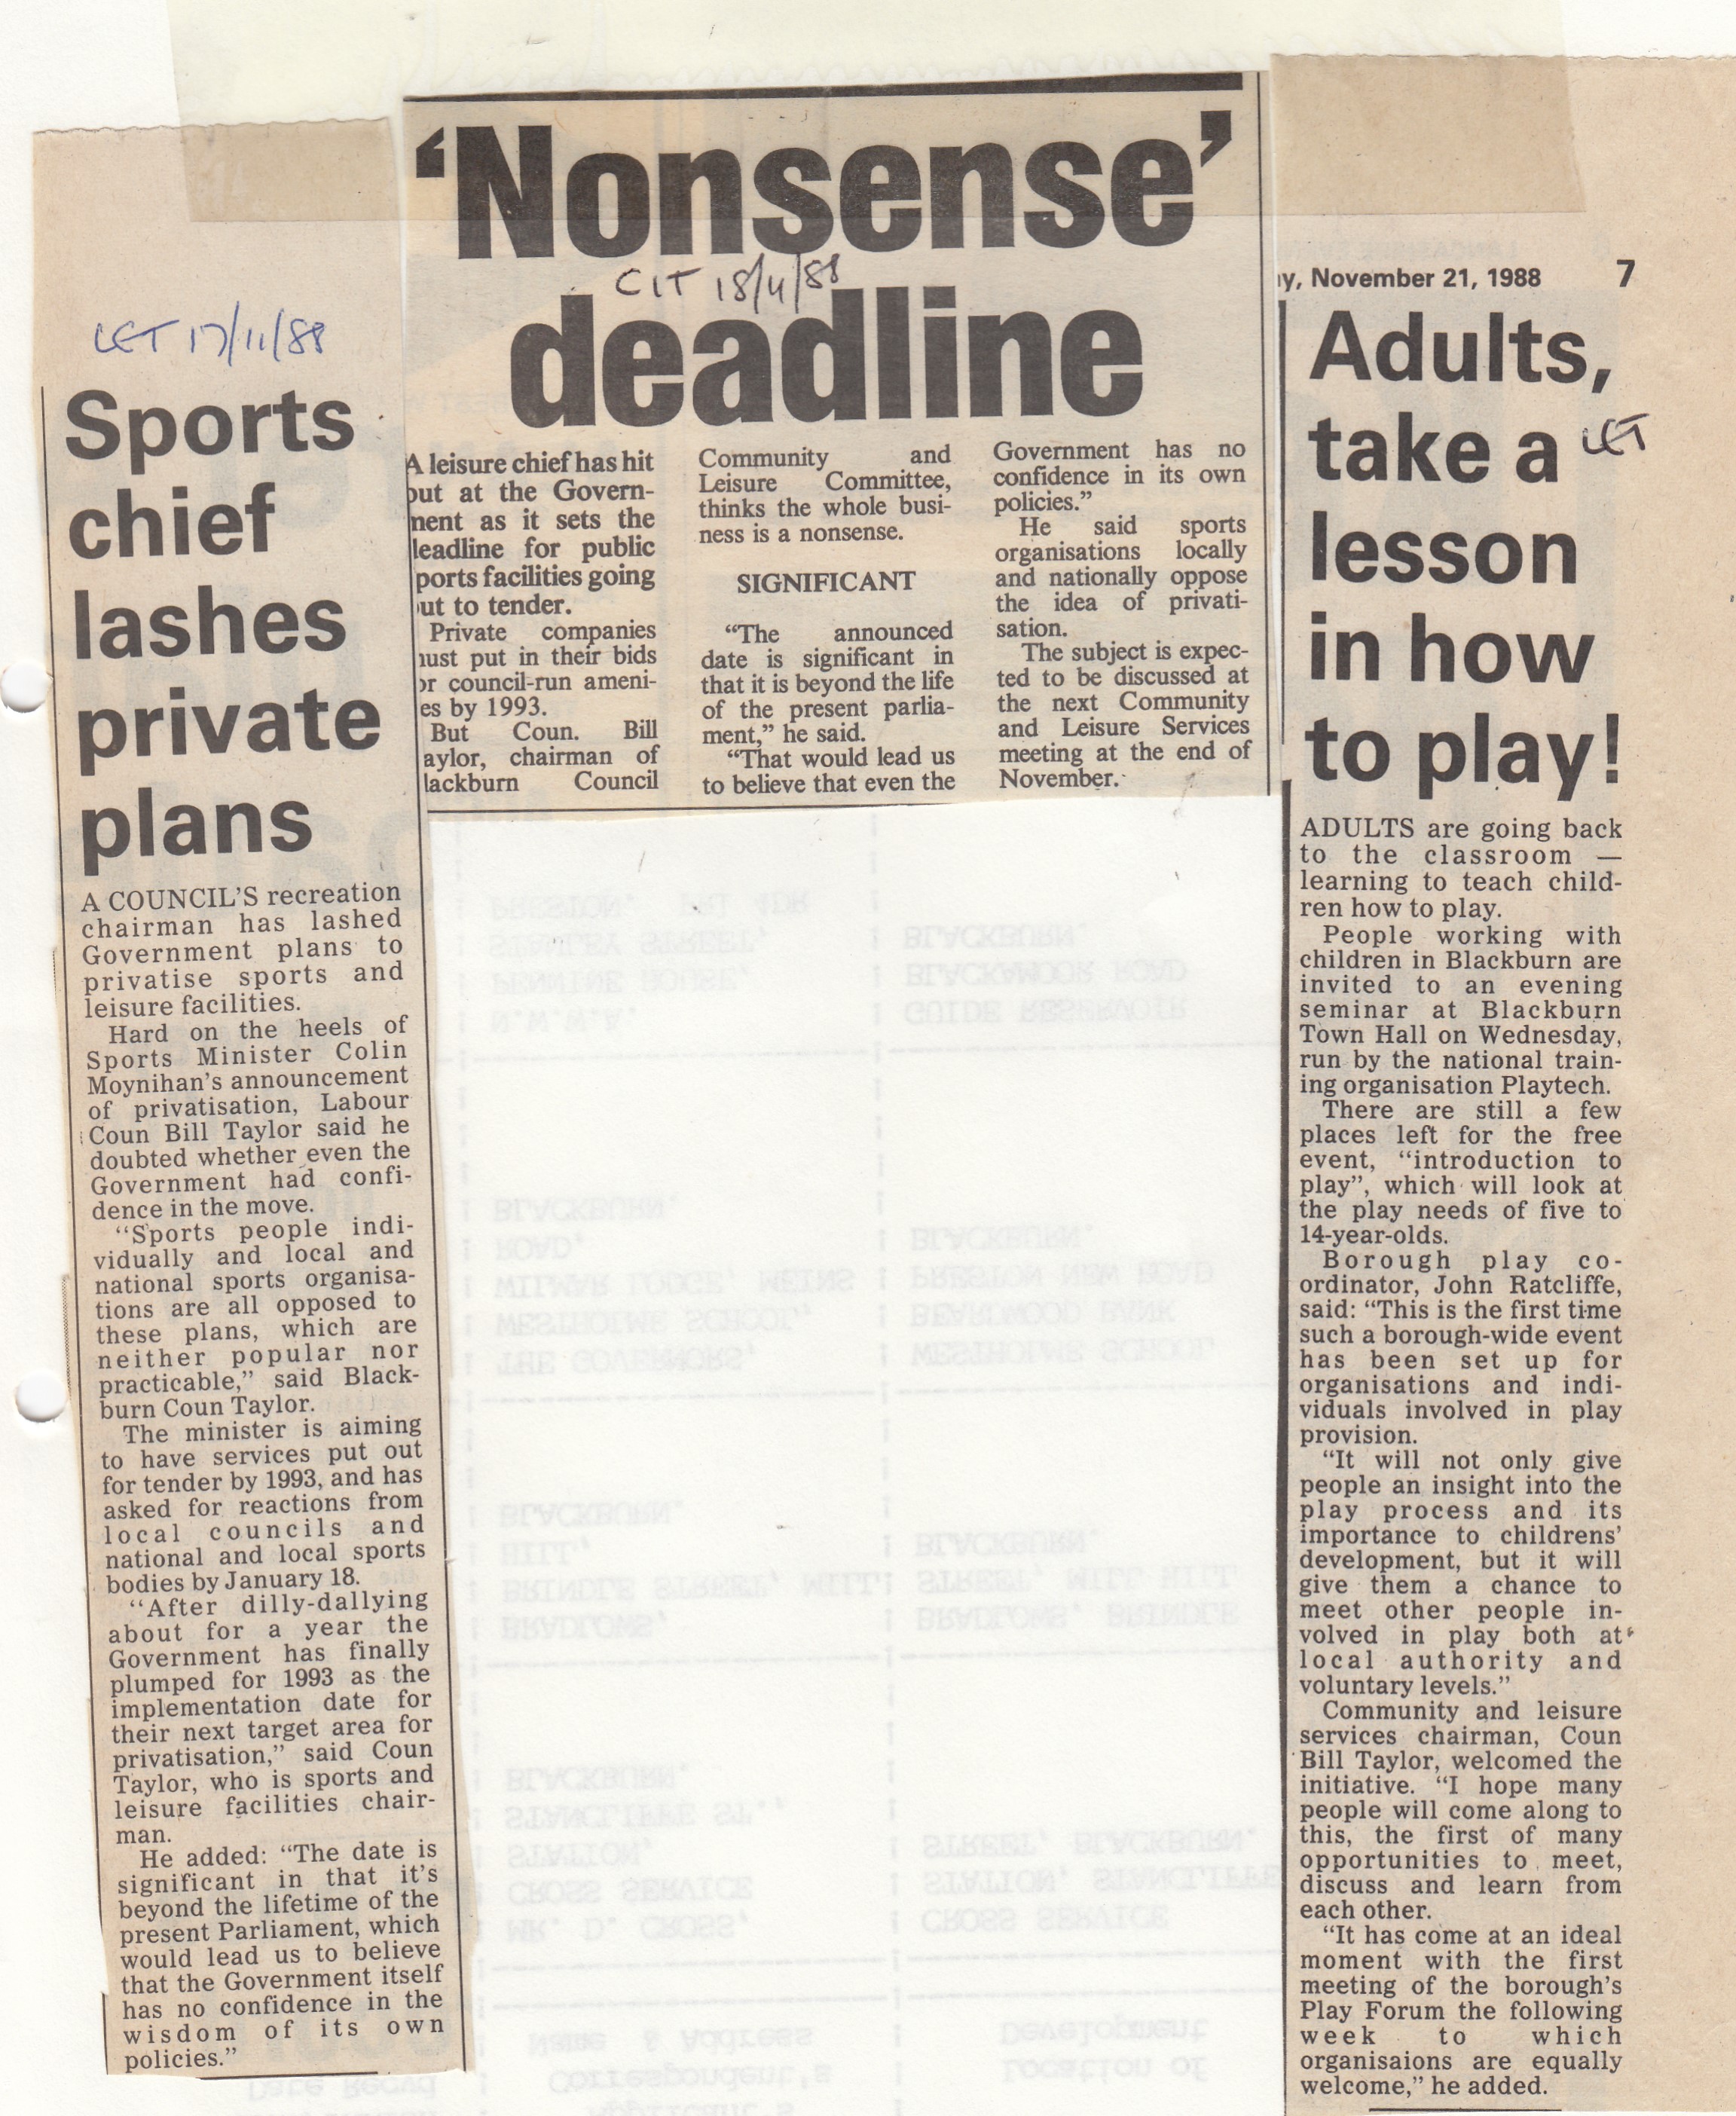 LET 17/11/88
Sports
chief
lashes
private
plans
A COUNCIL'S recreation
chairman has lashed
Government plans to
privatise sports and
leisure facilities.
Hard on the heels of
Sports Minister Colin
Moynihan's announcement
of privatisation, Labour
Coun Bill Taylor said he
doubted whether even the
Government had confi-
dence in the move.
"Sports people indi-
vidually and local and
national sports organisa-
tions are all opposed to
these plans, which are
neither popular nor
practicable," said Black-
burn Coun Taylor.
The minister is aiming
to have services put out
for tender by 1993, and has
asked for reactions from
local councils and
national and local sports
bodies by January 18.
"After dilly-dallying
about for a year the
Government has finally
plumped for 1993 as the
implementation date for
their next target area for
privatisation," said Coun
Taylor, who is sports and
leisure facilities chair-
man.
He added: "The date is
significant in that it's
beyond the lifetime of the
present Parliament, which
would lead us to believe
that the Government itself
has no confidence in the
wisdom of its own
policies."
'Nonsense'
CIT 18/11/88
deadline
A leisure chief has hit
out at the Govern-
ment as it sets the
leadline for public
ports facilities going
ut to tender.
Private companies
nust put in their bids
or council-run ameni-
es by 1993.
But Coun. Bill
aylor, chairman of
lackburn Council
Community and
Leisure Committee,
thinks the whole busi-
ness is a nonsense.
SIGNIFICANT
"The announced
date is significant in
that it is beyond the life
of the present parlia-
ment," he said.
"That would lead us
to believe that even the
Government has no
confidence in its own
policies."
He said sports
organisations locally
and nationally oppose
the idea of privati-
sation.
The subject is expec-
ted to be discussed at
the next Community
and Leisure Services
meeting at the end of
November.
y, November 21, 1988 7
Adults,
take a LET
lesson
in how
to play!
ADULTS are going back
to the classroom —
learning to teach child-
ren how to play.
People working with
children in Blackburn are
invited to an evening
seminar at Blackburn
Town Hall on Wednesday,
run by the national train-
ing organisation Playtech.
There are still a few
places left for the free
event, "introduction to
play", which will look at
the play needs of five to
14-year-olds.
Borough play co-
ordinator, John Ratcliffe,
said: "This is the first time
such a borough-wide event
has been set up for
organisations and indi-
viduals involved in play
provision.
"It will not only give
people an insight into the
play process and its
importance to childrens'
development, but it will
give them a chance to
meet other people in-
volved in play both at
local authority and
voluntary levels."
Community and leisure
services chairman, Coun
Bill Taylor, welcomed the
initiative. "I hope many
people will come along to
this, the first of many
opportunities to meet,
discuss and learn from
each other.
"It has come at an ideal
moment with the first
meeting of the borough's
Play Forum the following
week to which
organisaions are equally
welcome," he added.